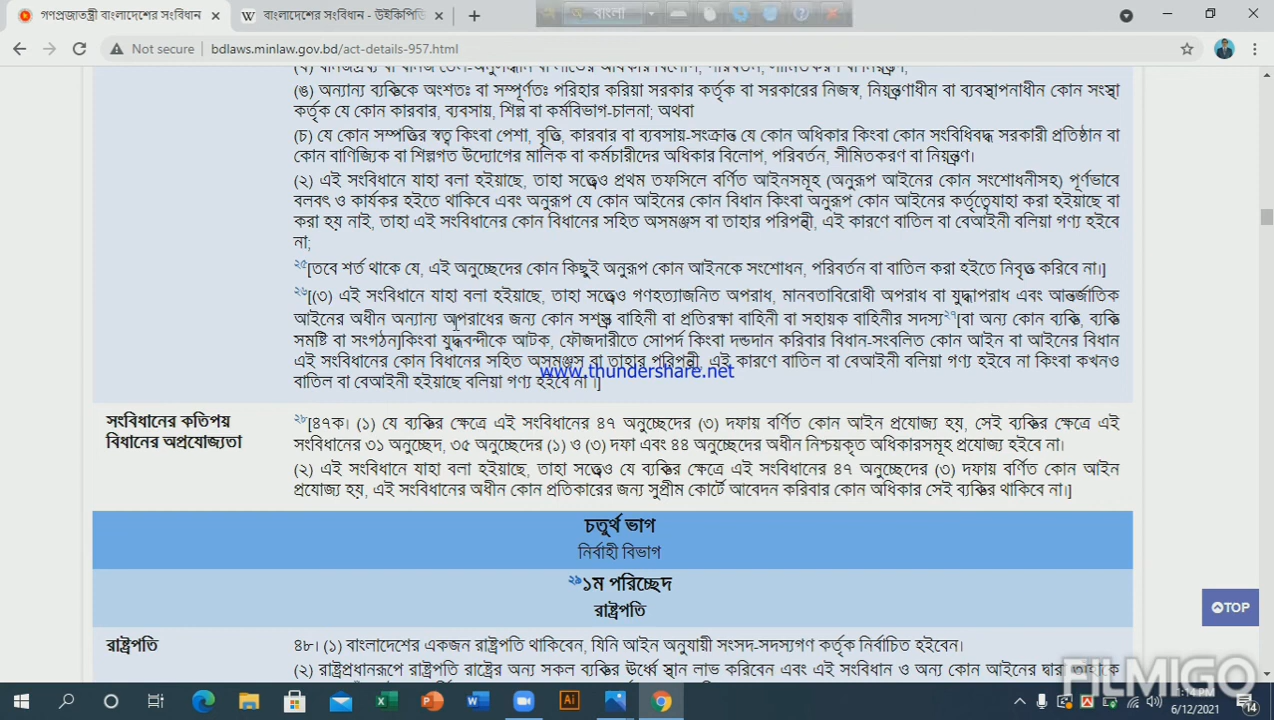 গণপ্রজাতন্ত্রী বাংলাদেশের সংবিধান
বাংলাদেশের সংবিধান - উইকিপিডি
বাংলা
Not secure
bdlaws.minlaw.gov.bd/act-details-957.html
(ঙ) অন্যান্য ব্যক্তিকে অংশতঃ বা সম্পূর্ণতঃ পরিহার করিয়া সরকার কর্তৃক বা সরকারের নিজস্ব, নিয়ন্ত্রণাধীন বা ব্যবস্থাপনাধীন কোন সংস্থা
কর্তৃক যে কোন কারবার, ব্যবসায়, শিল্প বা কর্মবিভাগ-চালনা; অথবা
(চ) যে কোন সম্পত্তির স্বত্ব কিংবা পেশা, বৃত্তি, কারবার বা ব্যবসায়-সংক্রান্ত যে কোন অধিকার কিংবা কোন সংবিধিবদ্ধ সরকারী প্রতিষ্ঠান বা
কোন বাণিজ্যিক বা শিল্পগত উদ্যোগের মালিক বা কর্মচারীদের অধিকার বিলোপ, পরিবর্তন, সীমিতকরণ বা নিয়ন্ত্রণ।
(২) এই সংবিধানে যাহা বলা হইয়াছে, তাহা সত্ত্বেও প্রথম তফসিলে বর্ণিত আইনসমূহ (অনুরূপ আইনের কোন সংশোধনীসহ) পূর্ণভাবে
বলবৎ ও কার্যকর হইতে থাকিবে এবং অনুরূপ যে কোন আইনের কোন বিধান কিংবা অনুরূপ কোন আইনের কর্তৃত্বেযাহা করা হইয়াছে বা
করা হয় নাই, তাহা এই সংবিধানের কোন বিধানের সহিত অসমঞ্জস বা তাহার পরিপন্থী, এই কারণে বাতিল বা বেআইনী বলিয়া গণ্য হইবে
না;
২৫[তবে শর্ত থাকে যে, এই অনুচ্ছেদের কোন কিছুই অনুরূপ কোন আইনকে সংশোধন, পরিবর্তন বা বাতিল করা হইতে নিবৃত্ত করিবে না।]
২৬[(৩) এই সংবিধানে যাহা বলা হইয়াছে, তাহা সত্ত্বেও গণহত্যাজনিত অপরাধ, মানবতাবিরোধী অপরাধ বা যুদ্ধাপরাধ এবং আন্তর্জাতিক
আইনের অধীন অন্যান্য অপরাধের জন্য কোন সশস্ত্র বাহিনী বা প্রতিরক্ষা বাহিনী বা সহায়ক বাহিনীর সদস্য২৭[বা অন্য কোন ব্যক্তি, ব্যক্তি
সমষ্টি বা সংগঠন]কিংবা যুদ্ধবন্দীকে আটক, ফৌজদারীতে সোপর্দ কিংবা দন্ডদান করিবার বিধান-সংবলিত কোন আইন বা আইনের বিধান
এই সংবিধানের কোন বিধানের সহিত অসমঞ্জস বা তাহার পরিপন্থী, এই কারণে বাতিল বা বেআইনী বলিয়া গণ্য হইবে না কিংবা কখনও
www.thundershare.net
বাতিল বা বেআইনী হইয়াছে বলিয়া গণ্য হইবে না ।]
সংবিধানের কতিপয়
বিধানের অপ্রযোজ্যতা
২৮[৪৭ক। (১) যে ব্যক্তির ক্ষেত্রে এই সংবিধানের ৪৭ অনুচ্ছেদের (৩) দফায় বর্ণিত কোন আইন প্রযোজ্য হয়, সেই ব্যক্তির ক্ষেত্রে এই
সংবিধানের ৩১ অনুচ্ছেদ, ৩৫ অনুচ্ছেদের (১) ও (৩) দফা এবং ৪৪ অনুচ্ছেদের অধীন নিশ্চয়কৃত অধিকারসমূহ প্রযোজ্য হইবে না।
(২) এই সংবিধানে যাহা বলা হইয়াছে, তাহা সত্ত্বেও যে ব্যক্তির ক্ষেত্রে এই সংবিধানের ৪৭ অনুচ্ছেদের (৩) দফায় বর্ণিত কোন আইন
প্রযোজ্য হয়, এই সংবিধানের অধীন কোন প্রতিকারের জন্য সুপ্রীম কোর্টে আবেদন করিবার কোন অধিকার সেই ব্যক্তির থাকিবে না।]
চতুর্থ ভাগ
নির্বাহী বিভাগ
২৯১ম পরিচ্ছেদ
রাষ্ট্রপতি
TOP
রাষ্ট্রপতি
৪৮। (১) বাংলাদেশের একজন রাষ্ট্রপতি থাকিবেন, যিনি আইন অনুযায়ী সংসদ-সদস্যগণ কর্তৃক নির্বাচিত হইবেন।
(২) রাষ্ট্রপ্রধানরূপে রাষ্ট্রপতি রাষ্ট্রের অন্য সকল ব্যক্তির ঊর্ধ্বে স্থান লাভ করিবেন এবং এই সংবিধান ও অন্য কোন আইনের দ্বারা তাঁহাকে
FILMIGO
1:14 PM
6/12/2021
14